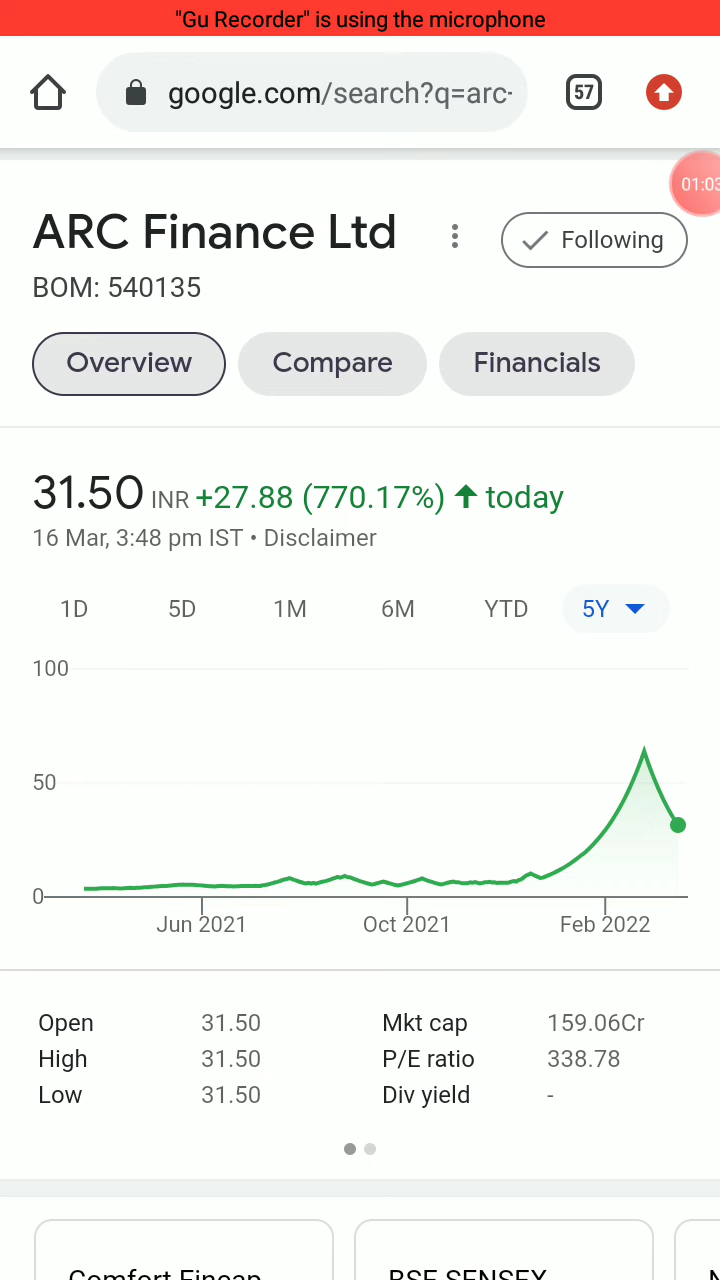 "Gu Recorder" is using the microphone
google.com/search?q=arc-
57
01:03
ARC Finance Ltd
Following
BOM: 540135
Overview Compare Financials
31.50 INR +27.88 (770.17%) today
16 Mar, 3:48 pm IST • Disclaimer
1D 5D 1M 6M YTD 5Y
100
50
0
Jun 2021 Oct 2021 Feb 2022
Open 31.50 Mkt cap 159.06Cr
High 31.50 P/E ratio 338.78
Low 31.50 Div yield -
Comfort Fincap BSE SENSEX